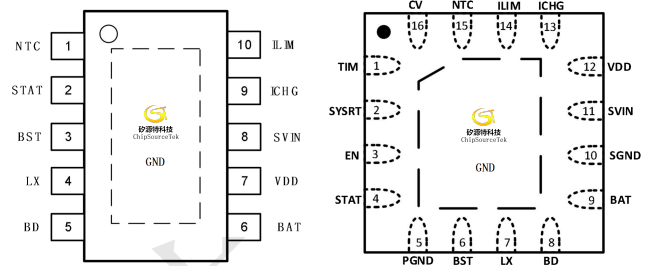 NTC 1 10 ILIM
STAT 2 9 ICHG
BST 3 8 SVIN
LX 4 7 VDD
BD 5 6 BAT
矽源特科技
ChipSourceTek
GND
CV NTC ILIM ICHG
16 15 14 13
TIM 1 12 VDD
SYSRT 2 11 SVIN
EN 3 10 SGND
STAT 4 9 BAT
矽源特科技
ChipSourceTek
GND
5 6 7 8
PGND BST LX BD